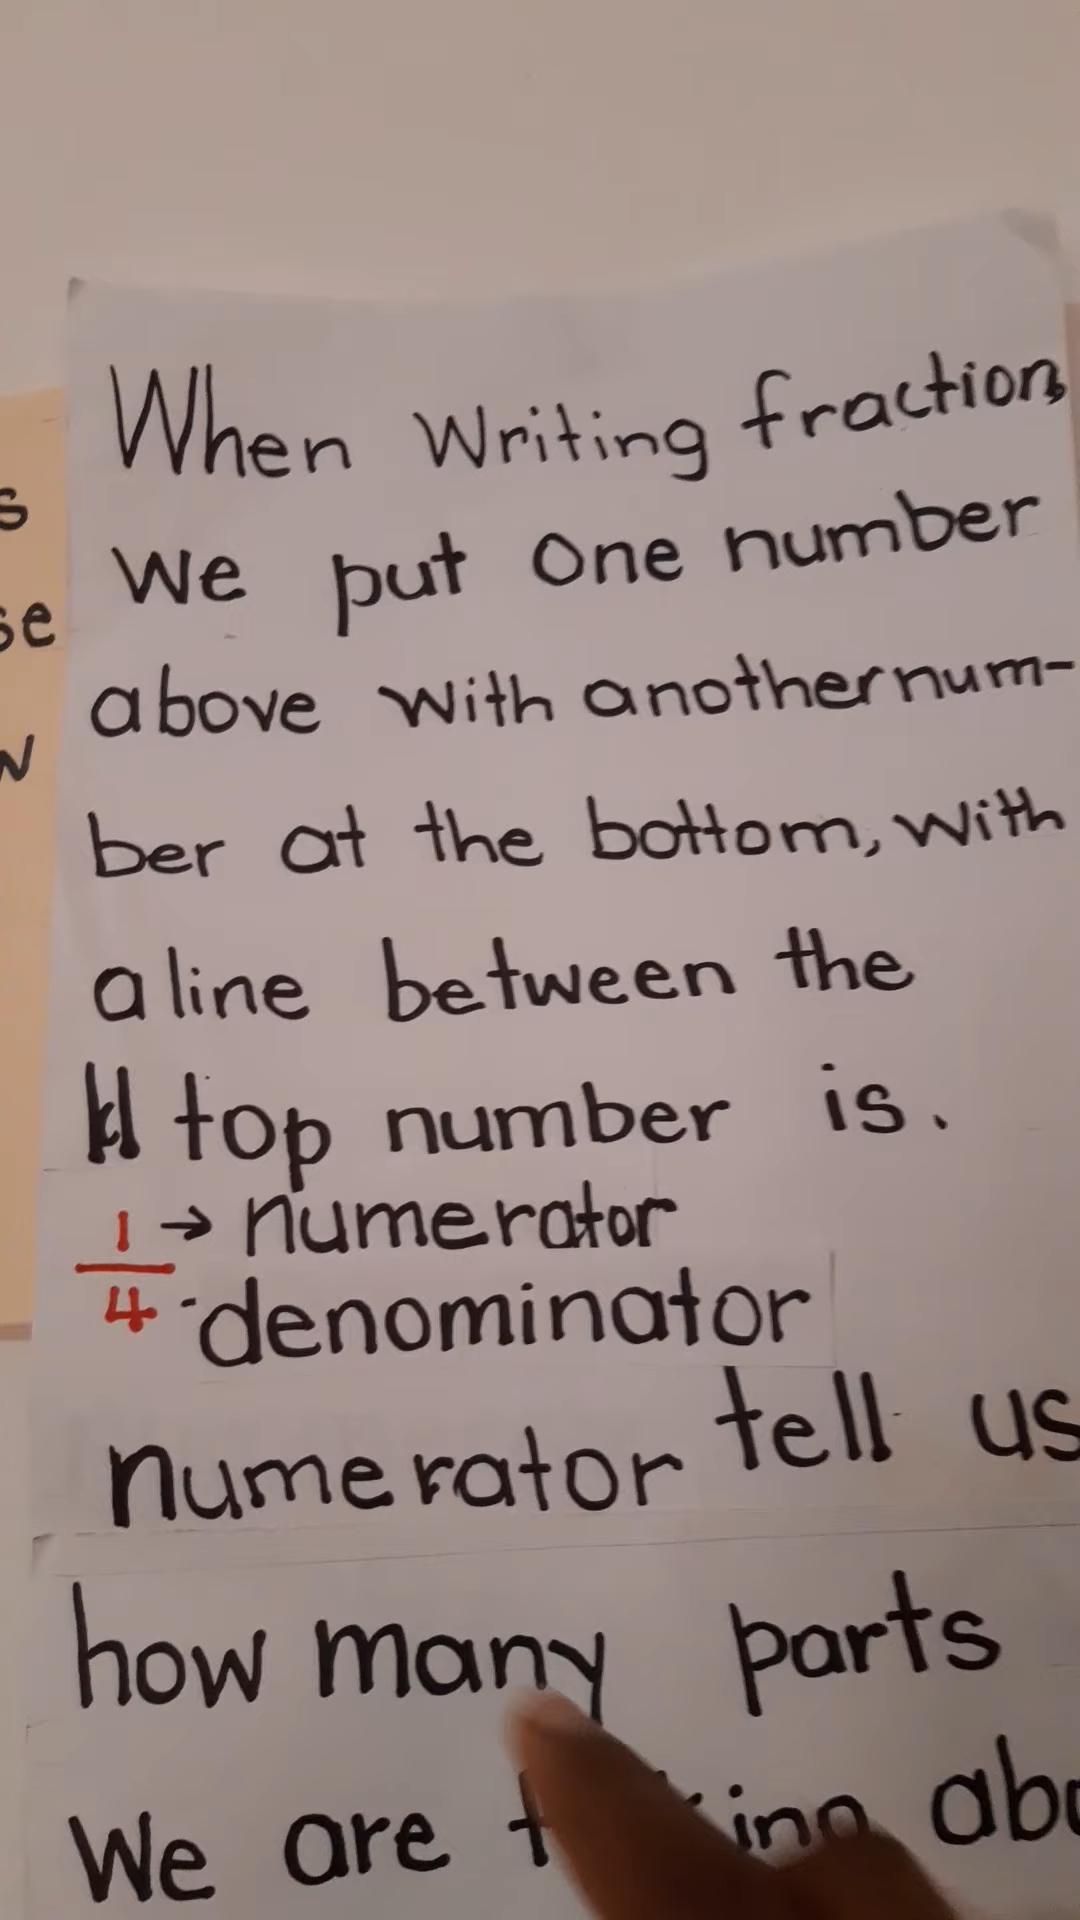 When Writing fraction,
We put One number
above with another num-
ber at the bottom, with
a line between the
top number is.
1 → numerator
4 - denominator
numerator tell us
how many parts
We are